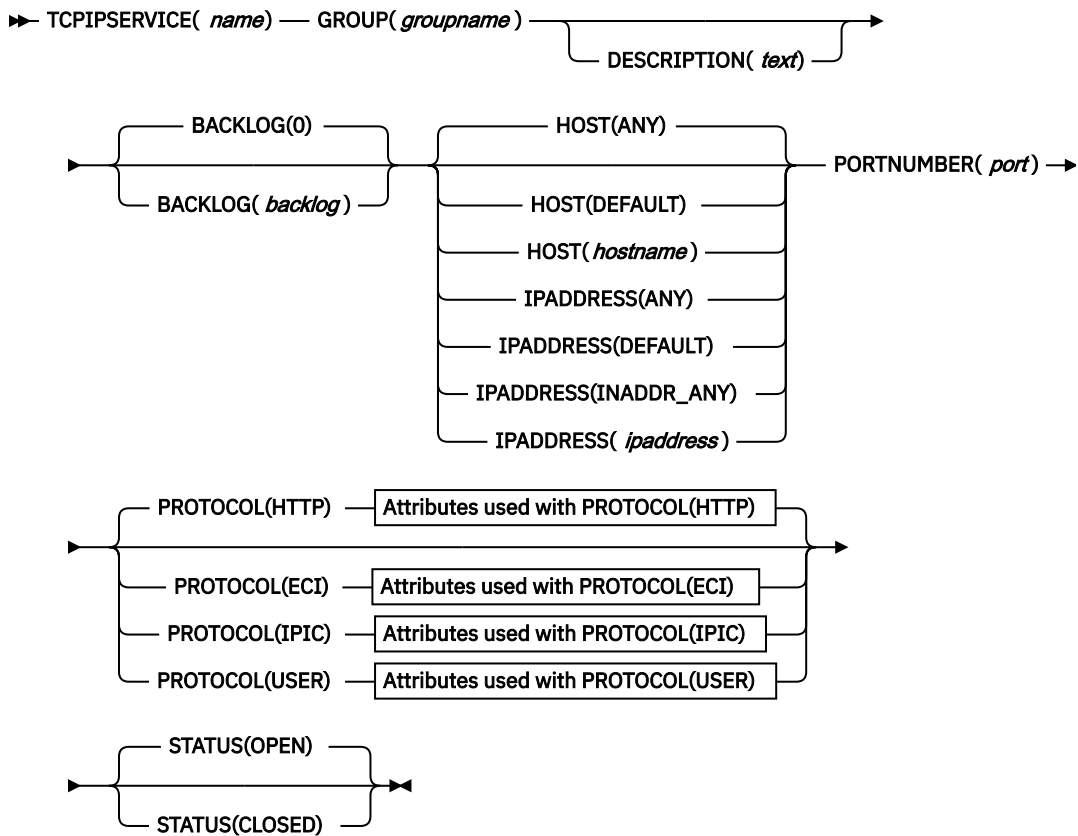 TCPIPSERVICE( name) GROUP(groupname)
DESCRIPTION( text)
BACKLOG(0)
BACKLOG( backlog )
HOST(ANY)
HOST(DEFAULT)
HOST(hostname)
IPADDRESS(ANY)
IPADDRESS(DEFAULT)
IPADDRESS(INADDR_ANY)
IPADDRESS( ipaddress)
PORTNUMBER( port)
PROTOCOL(HTTP) Attributes used with PROTOCOL(HTTP)
PROTOCOL(ECI) Attributes used with PROTOCOL(ECI)
PROTOCOL(IPIC) Attributes used with PROTOCOL(IPIC)
PROTOCOL(USER) Attributes used with PROTOCOL(USER)
STATUS(OPEN)
STATUS(CLOSED)